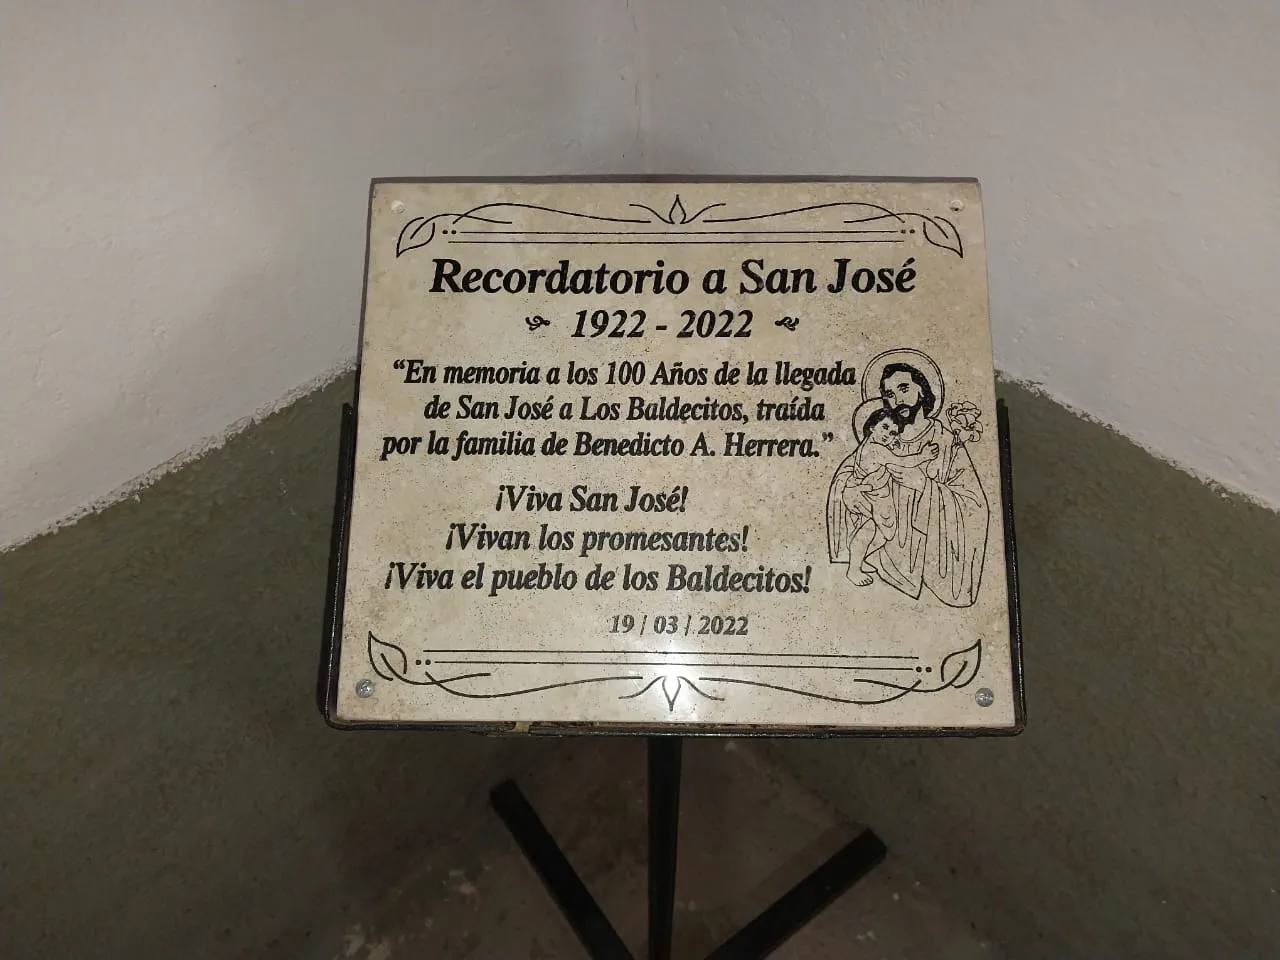 Recordatorio a San José
1922 - 2022
“En memoria a los 100 Años de la llegada
de San José a Los Baldecitos, traída
por la familia de Benedicto A. Herrera.”
¡Viva San José!
¡Vivan los promesantes!
¡Viva el pueblo de los Baldecitos!
19 / 03 / 2022